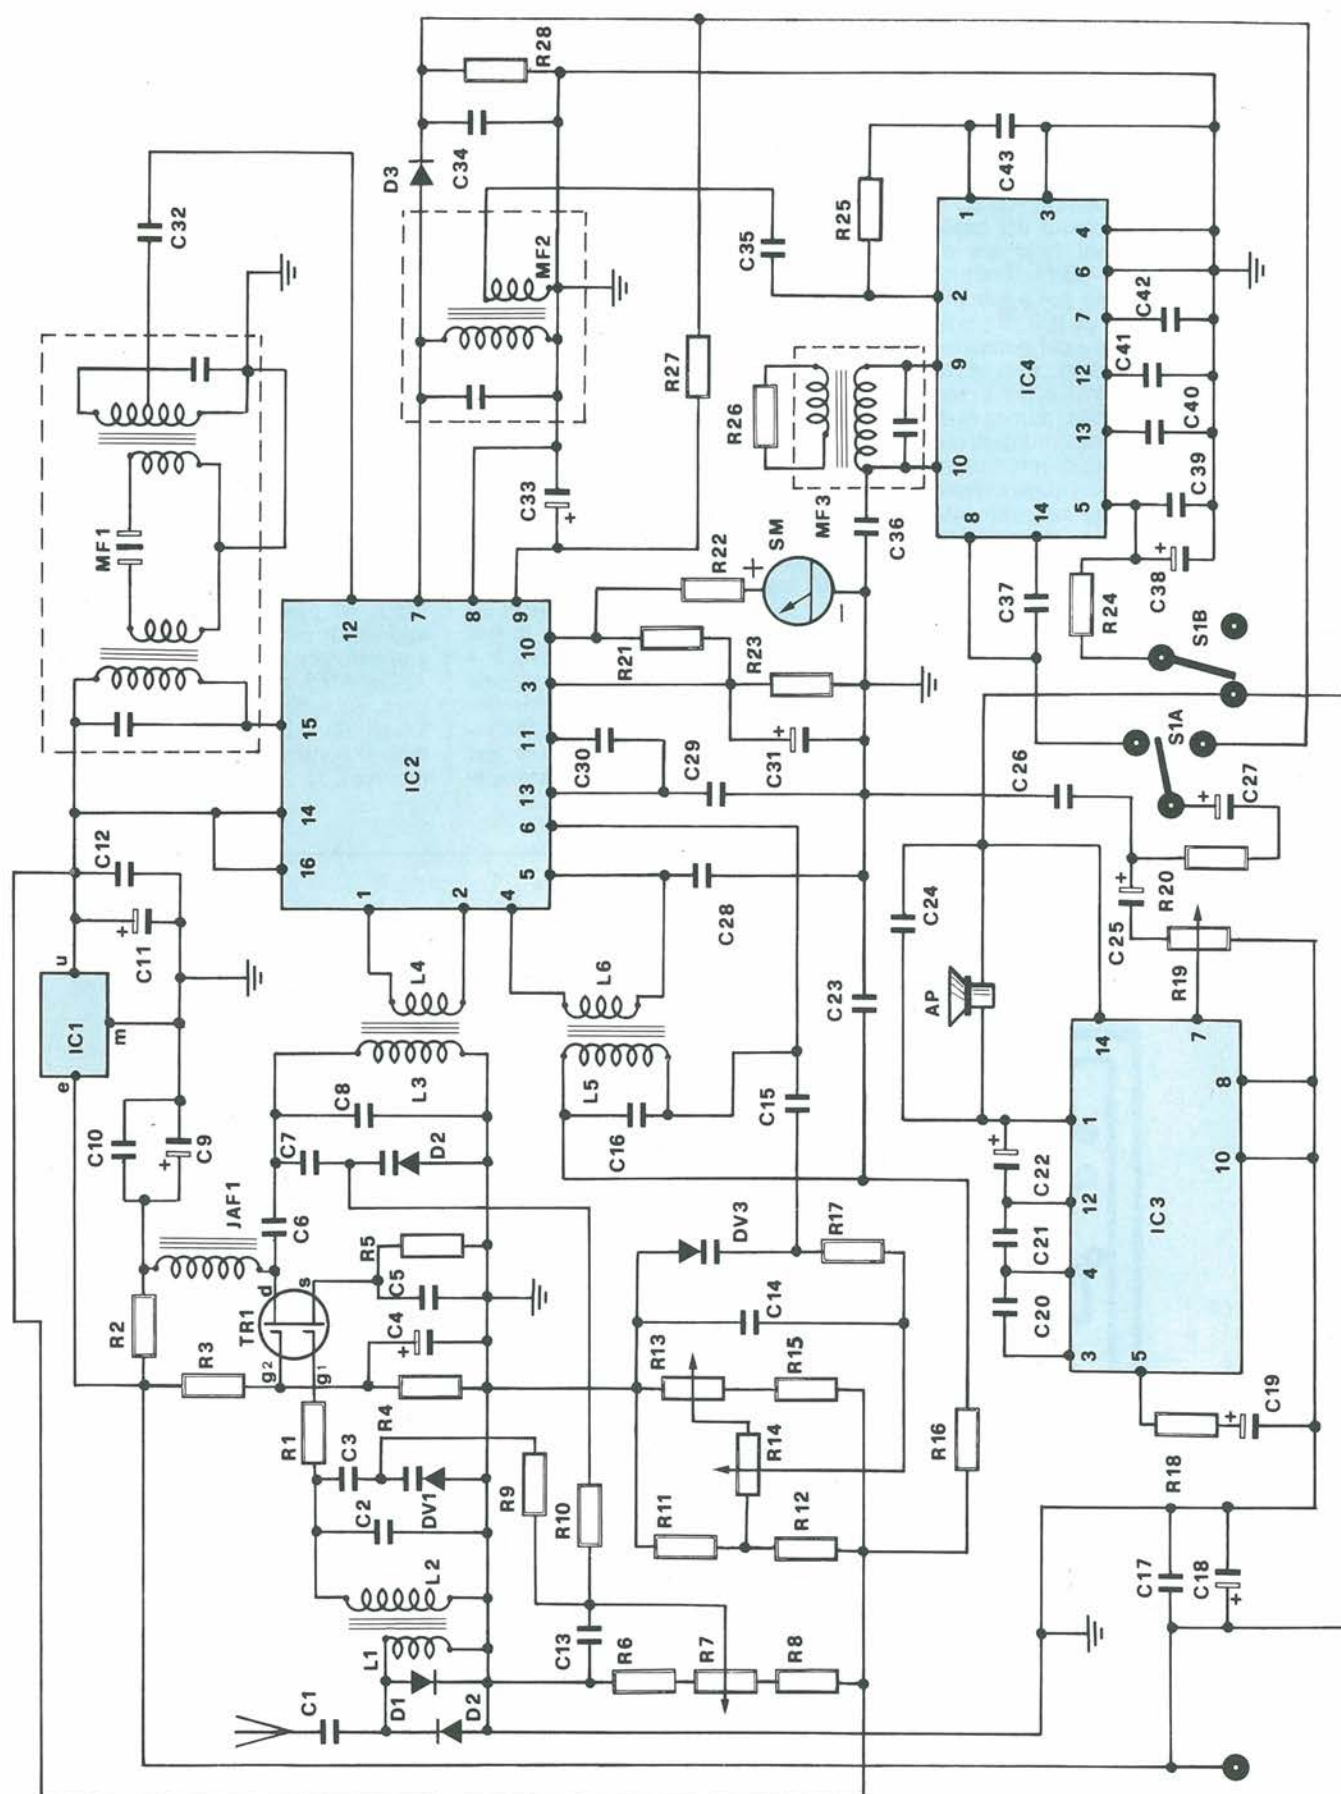 e
IC1
u
C10
C12
MF1
R2
m
C11
C32
C9
R3
JAF1
TR1
g2
d
C6
R1
g1
s
C7
16
14
15
C1
L1
R4
C4
R5
C3
C5
C8
C2
D1
L2
DV1
D2
L3
L4
1
12
D3
IC2
7
D2
2
8
C34
R9
4
9
R28
5
6
13
11
3
10
C33
MF2
C13
R10
L5
L6
C16
C30
R21
R6
R11
R13
C29
R27
R7
R14
DV3
C15
C28
C31
R23
R22
R26
C35
R8
R12
R15
C14
R17
C23
SM
+
−
MF3
R25
R16
C24
AP
C36
10
9
2
8
1
14
IC4
C43
3
C37
5
13
12
7
6
4
C20
C21
C22
C26
R24
C38
C39
C40
C41
C42
3
4
12
1
14
C25
R20
S1A
S1B
5
IC3
R19
7
C27
C17
R18
10
8
C18
C19
+
+
+
+
+
+
+
+
+
+
+